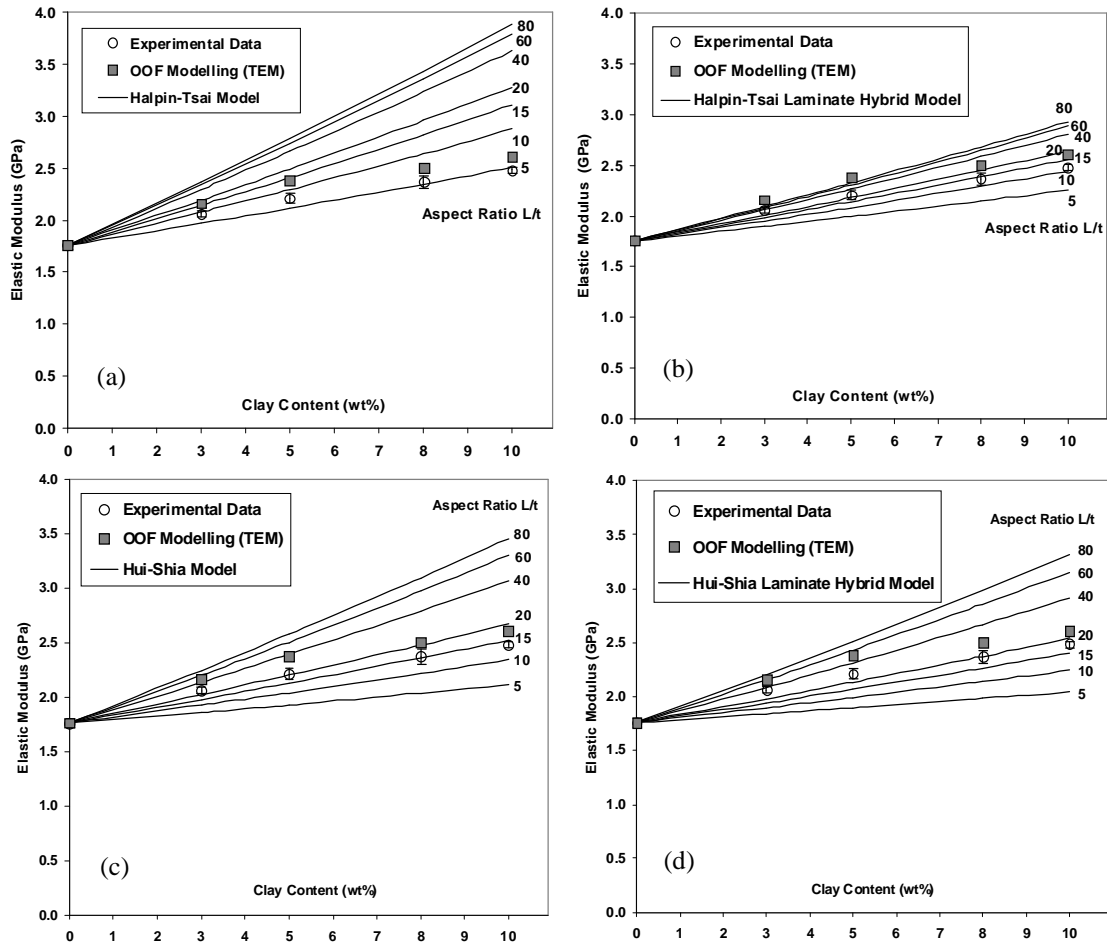 4.0
3.5
3.0
2.5
2.0
1.5
1.0
0.5
0.0
Elastic Modulus (GPa)
Experimental Data
OOF Modelling (TEM)
Halpin-Tsai Model
80
60
40
20
15
10
5
Aspect Ratio L/t
(a)
Clay Content (wt%)
0 1 2 3 4 5 6 7 8 9 10
4.0
3.5
3.0
2.5
2.0
1.5
1.0
0.5
0.0
Elastic Modulus (GPa)
Experimental Data
OOF Modelling (TEM)
Halpin-Tsai Laminate Hybrid Model
80
60
40
20
15
10
5
Aspect Ratio L/t
(b)
Clay Content (wt%)
0 1 2 3 4 5 6 7 8 9 10
4.0
3.5
3.0
2.5
2.0
1.5
1.0
0.5
0.0
Elastic Modulus (GPa)
Experimental Data
OOF Modelling (TEM)
Hui-Shia Model
Aspect Ratio L/t
80
60
40
20
15
10
5
(c)
Clay Content (wt%)
0 1 2 3 4 5 6 7 8 9 10
4.0
3.5
3.0
2.5
2.0
1.5
1.0
0.5
0.0
Elastic Modulus (GPa)
Experimental Data
OOF Modelling (TEM)
Hui-Shia Laminate Hybrid Model
Aspect Ratio L/t
80
60
40
20
15
10
5
(d)
Clay Content (wt%)
0 1 2 3 4 5 6 7 8 9 10